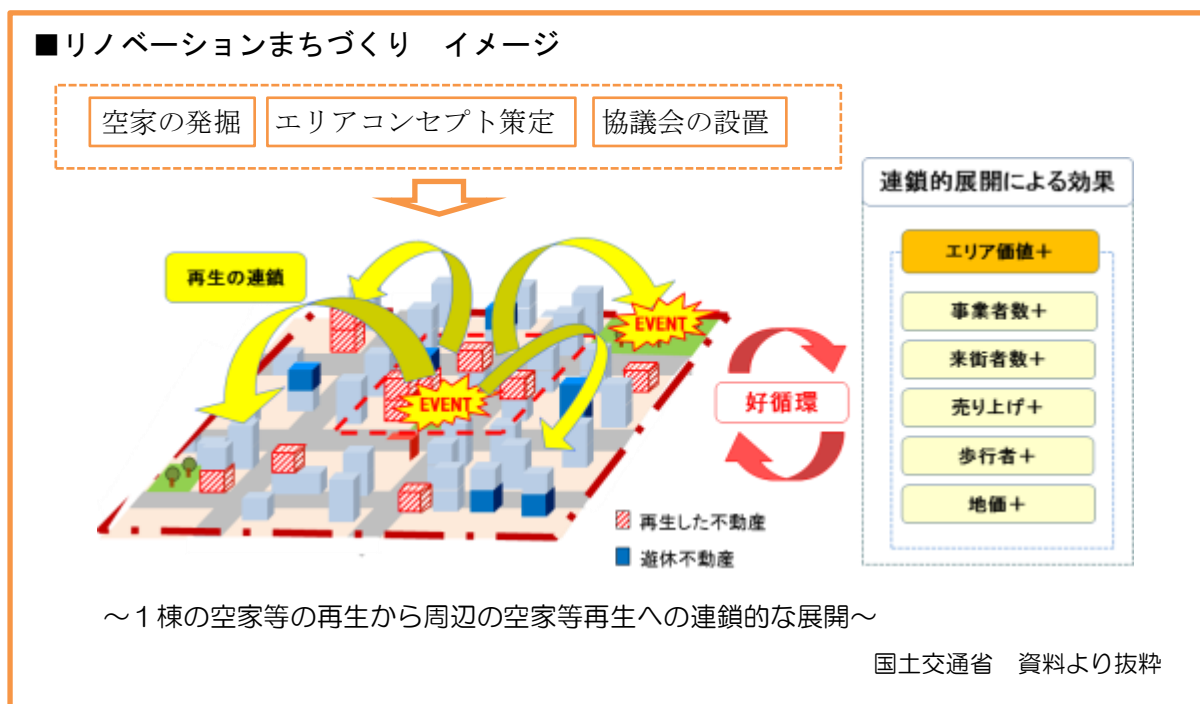 ■リノベーションまちづくり　イメージ
空家の発掘
エリアコンセプト策定
協議会の設置
連鎖的展開による効果
エリア価値＋
再生の連鎖
事業者数＋
EVENT
来街者数＋
好循環
EVENT
売り上げ＋
歩行者＋
地価＋
再生した不動産
遊休不動産
～１棟の空家等の再生から周辺の空家等再生への連鎖的な展開～
国土交通省　資料より抜粋